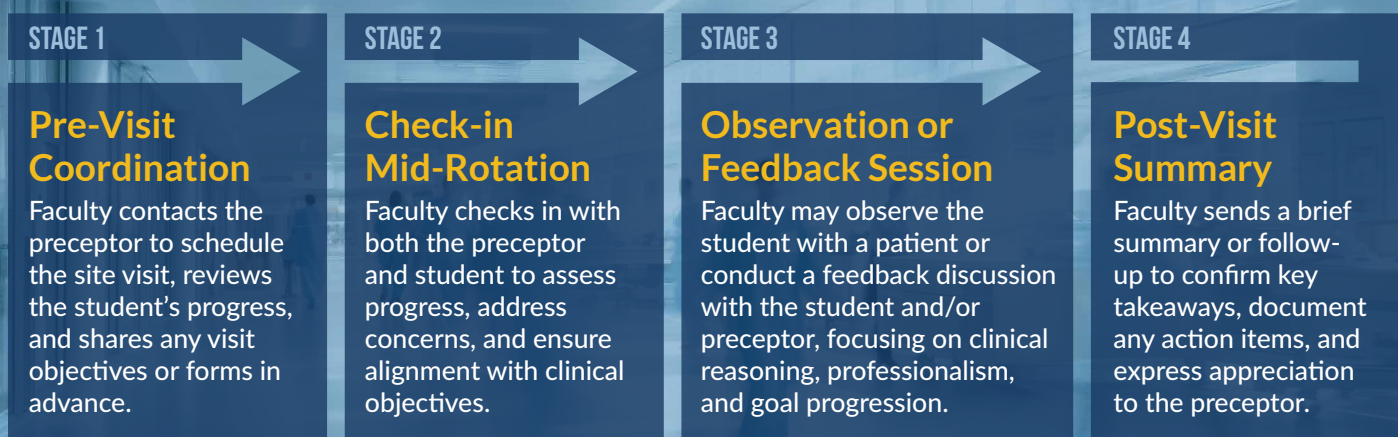 STAGE 1
Pre-Visit
Coordination
Faculty contacts the
preceptor to schedule
the site visit, reviews
the student’s progress,
and shares any visit
objectives or forms in
advance.
STAGE 2
Check-in
Mid-Rotation
Faculty checks in with
both the preceptor
and student to assess
progress, address
concerns, and ensure
alignment with clinical
objectives.
STAGE 3
Observation or
Feedback Session
Faculty may observe the
student with a patient or
conduct a feedback discussion
with the student and/or
preceptor, focusing on clinical
reasoning, professionalism,
and goal progression.
STAGE 4
Post-Visit
Summary
Faculty sends a brief
summary or follow-
up to confirm key
takeaways, document
any action items, and
express appreciation
to the preceptor.